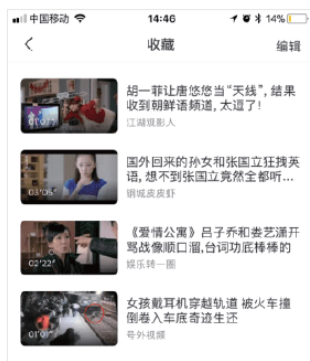 中国移动 14:46 14%
收藏 编辑
胡一菲让唐悠悠当“天线”,结果
收到朝鲜语频道,太逗了!
江湖观影人
01'07"
国外回来的孙女和张国立狂拽英
语,想不到张国立竟然全都听...
03'05"
钢城皮皮虾
《爱情公寓》吕子乔和娄艺潇开
骂战像顺口溜,台词功底棒棒的
02'22"
娱乐转一圈
女孩戴耳机穿越轨道 被火车撞
倒卷入车底奇迹生还
01'01"
号外视频